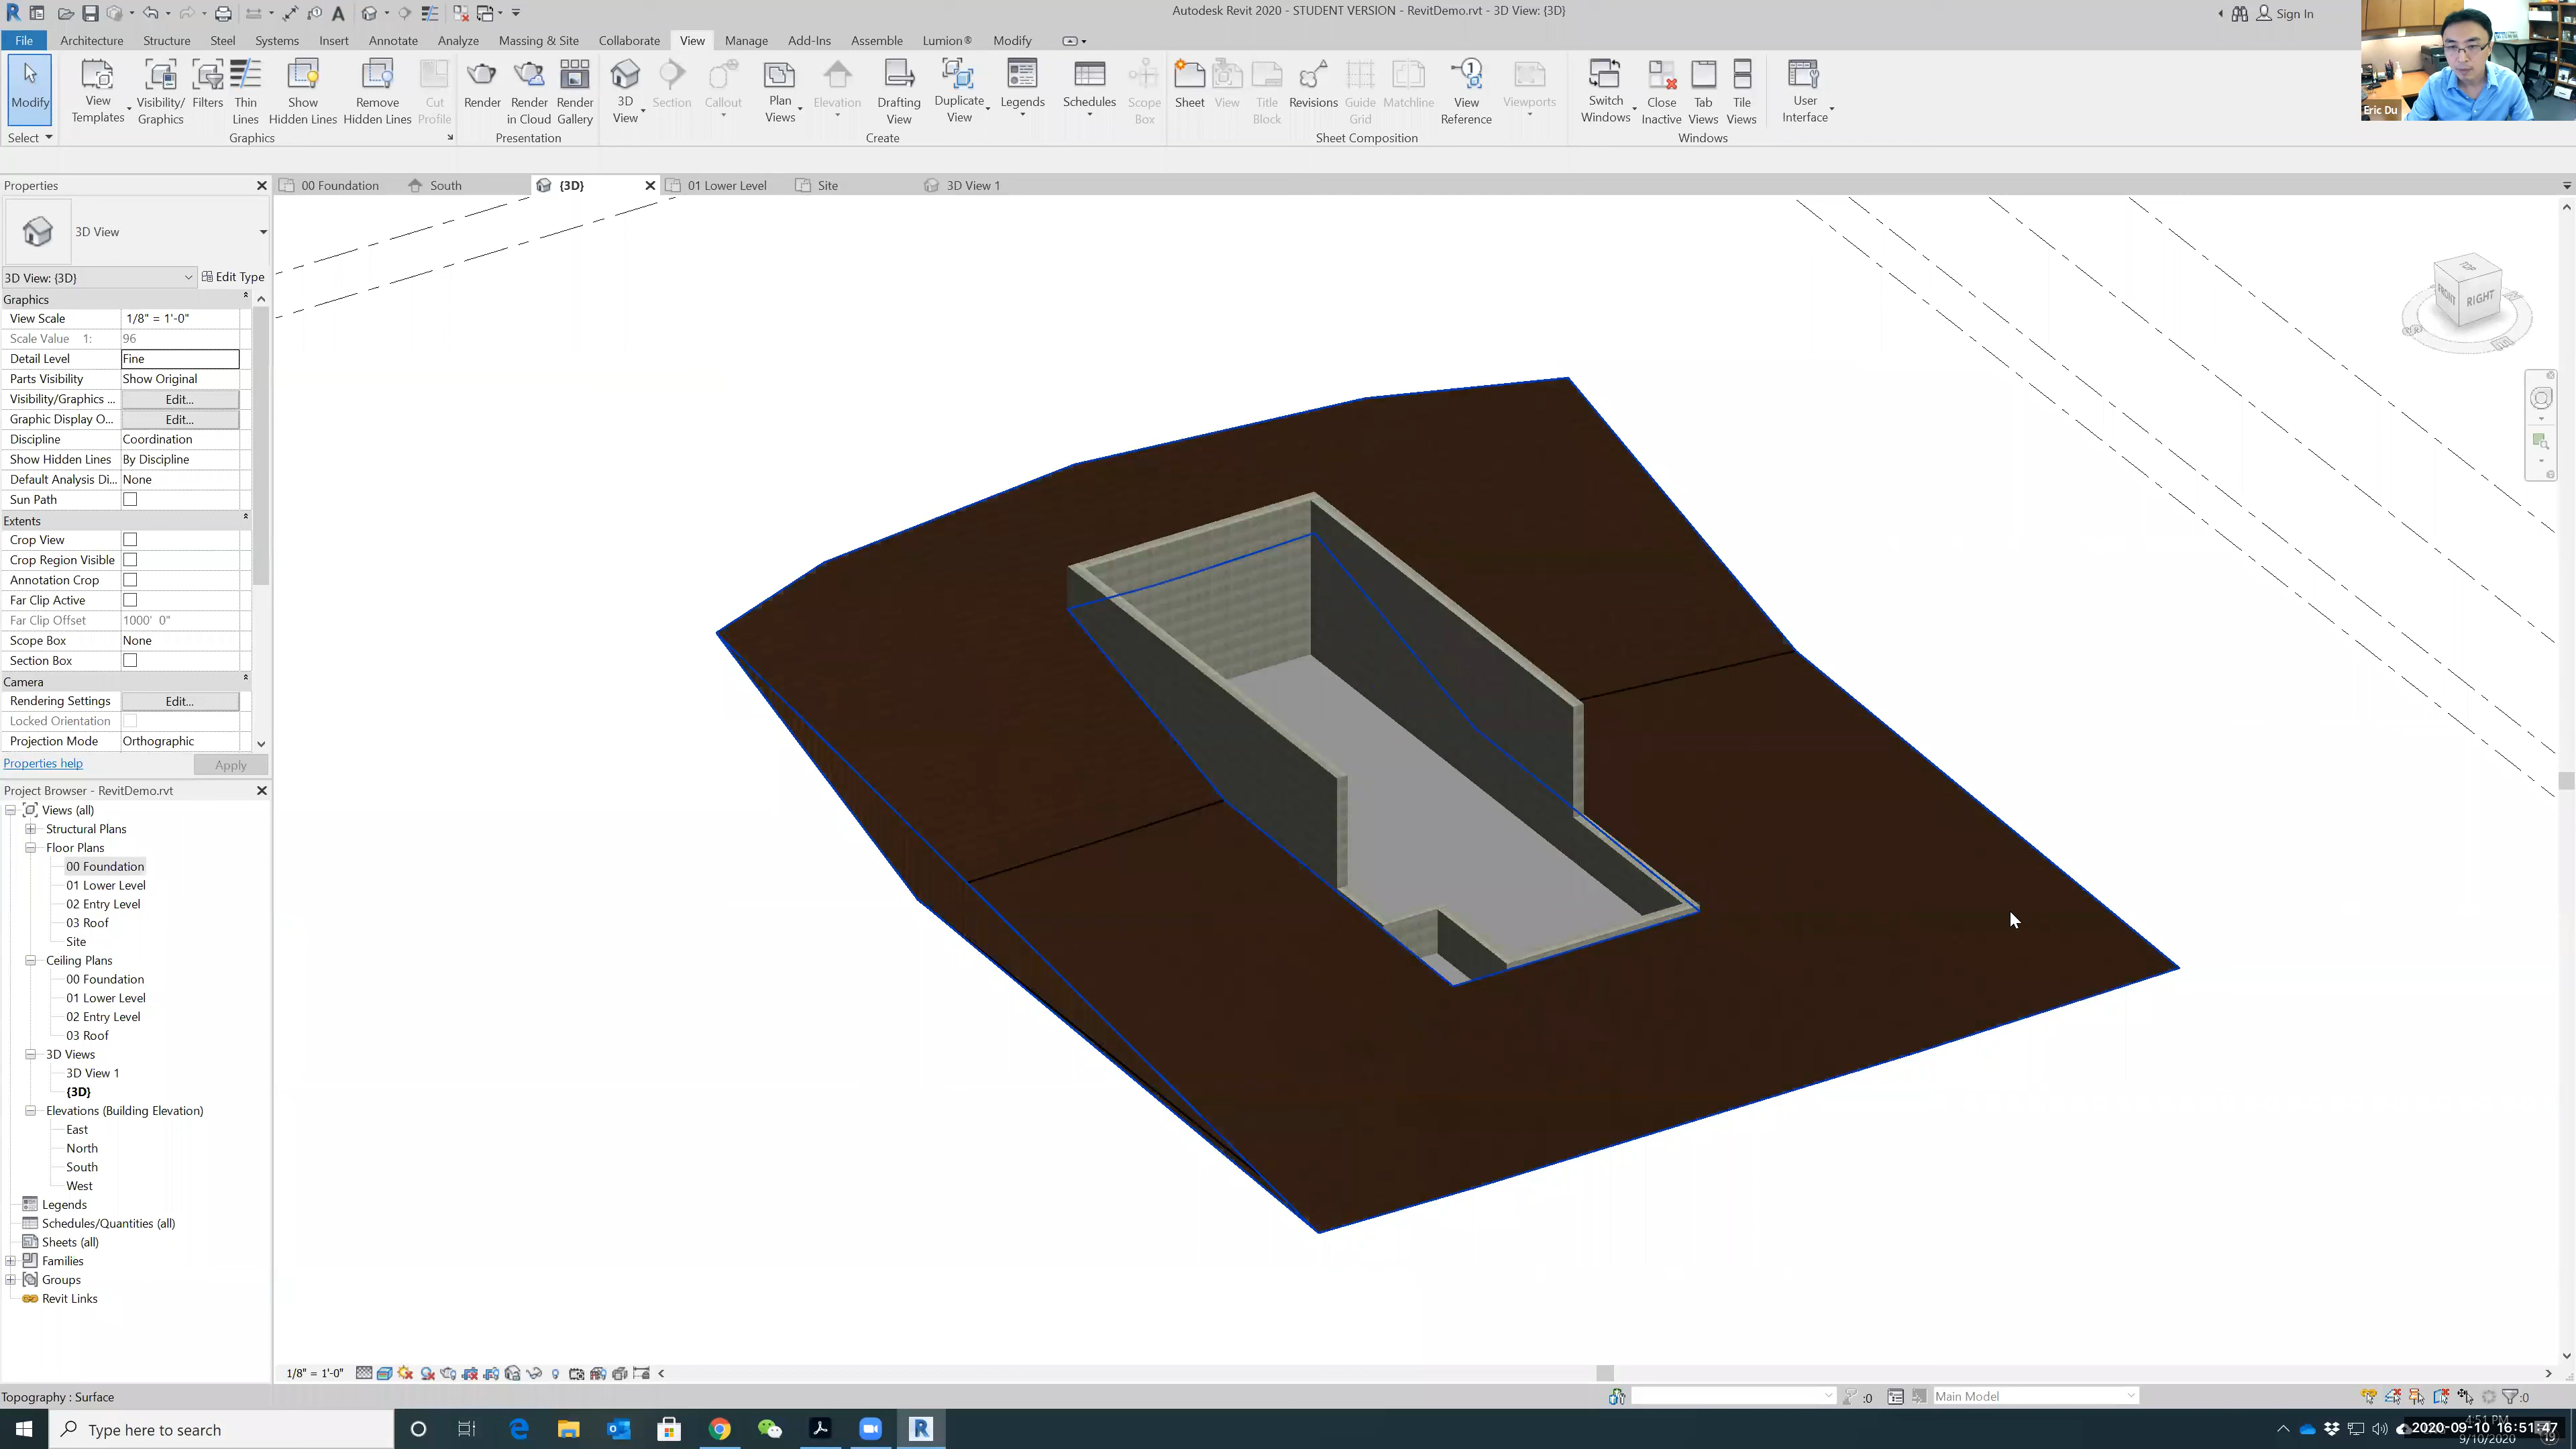 Autodesk Revit 2020 - STUDENT VERSION - RevitDemo.rvt - 3D View: {3D}
Sign In
File Architecture Structure Steel Systems Insert Annotate Analyze Massing & Site Collaborate View Manage Add-Ins Assemble Lumion® Modify
Modify
View Templates
Visibility/ Graphics
Filters
Thin Lines
Show Hidden Lines
Remove Hidden Lines
Cut Profile
Render
Render in Cloud
Render Gallery
3D View
Section
Callout
Plan Views
Elevation
Drafting View
Duplicate View
Legends
Schedules
Scope Box
Sheet
View
Title Block
Revisions
Guide Grid
Matchline
View Reference
Viewports
Switch Windows
Close Inactive
Tab Views
Tile Views
User Interface
Select
Graphics
Presentation
Create
Sheet Composition
Windows
Eric Du
Properties
00 Foundation
South
{3D}
01 Lower Level
Site
3D View 1
3D View
3D View: {3D}
Edit Type
Graphics
View Scale 1/8" = 1'-0"
Scale Value 1: 96
Detail Level Fine
Parts Visibility Show Original
Visibility/Graphics ... Edit...
Graphic Display O... Edit...
Discipline Coordination
Show Hidden Lines By Discipline
Default Analysis Di... None
Sun Path
Extents
Crop View
Crop Region Visible
Annotation Crop
Far Clip Active
Far Clip Offset 1000' 0"
Scope Box None
Section Box
Camera
Rendering Settings Edit...
Locked Orientation
Projection Mode Orthographic
Properties help
Apply
Project Browser - RevitDemo.rvt
Views (all)
Structural Plans
Floor Plans
00 Foundation
01 Lower Level
02 Entry Level
03 Roof
Site
Ceiling Plans
00 Foundation
01 Lower Level
02 Entry Level
03 Roof
3D Views
3D View 1
{3D}
Elevations (Building Elevation)
East
North
South
West
Legends
Schedules/Quantities (all)
Sheets (all)
Families
Groups
Revit Links
TOP
FRONT
RIGHT
1/8" = 1'-0"
Topography : Surface
:0
Main Model
:0
Type here to search
4:51 PM
2020-09-10 16:51:47
9/10/2020